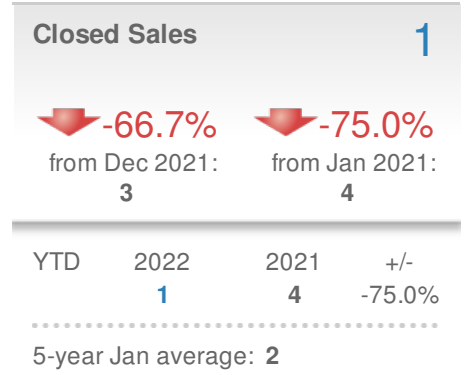 Closed Sales 1
-66.7% -75.0%
from Dec 2021: from Jan 2021:
3 4
YTD 2022 2021 +/-
1 4 -75.0%
5-year Jan average: 2